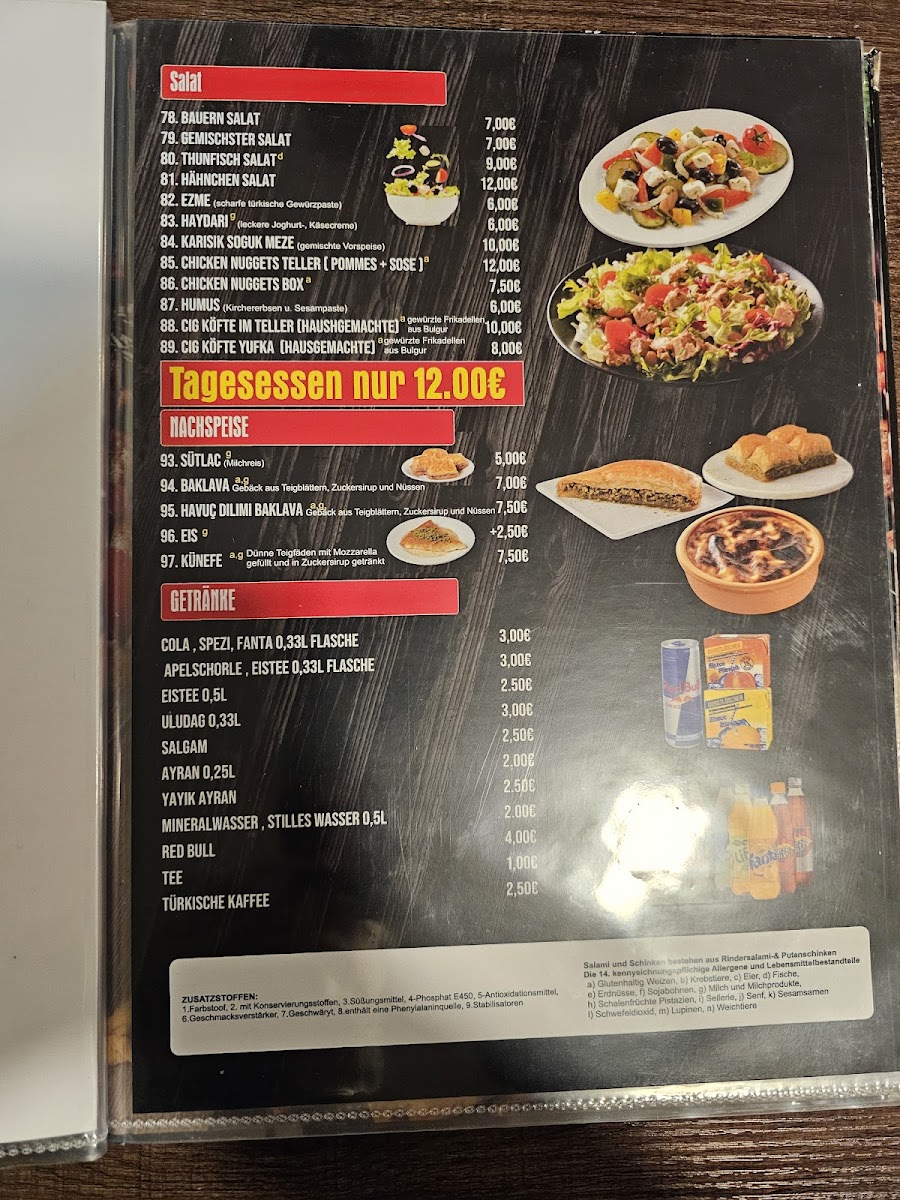 Salat
78. BAUERN SALAT 7,00€
79. GEMISCHSTER SALAT 7,00€
80. THUNFISCH SALAT d 9,00€
81. HÄHNCHEN SALAT 12,00€
82. EZME (scharfe türkische Gewürzpaste) 6,00€
83. HAYDARI g (leckere Joghurt-, Käsecreme) 6,00€
84. KARISIK SOGUK MEZE (gemischte Vorspeise) 10,00€
85. CHICKEN NUGGETS TELLER ( POMMES + SOSE ) a 12,00€
86. CHICKEN NUGGETS BOX a 7,50€
87. HUMUS (Kirchererbsen u. Sesampaste) 6,00€
88. CIG KÖFTE IM TELLER (HAUSHGEMACHTE) a gewürzte Frikadellen aus Bulgur 10,00€
89. CIG KÖFTE YUFKA (HAUSGEMACHTE) a gewürzte Frikadellen aus Bulgur 8,00€
Tagesessen nur 12.00€
NACHSPEISE
93. SÜTLAC g (Milchreis) 5,00€
94. BAKLAVA a,g Gebäck aus Teigblättern, Zuckersirup und Nüssen 7,00€
95. HAVUÇ DILIMI BAKLAVA a,g Gebäck aus Teigblättern, Zuckersirup und Nüssen 7,50€
96. EIS g +2,50€
97. KÜNEFE a,g Dünne Teigfäden mit Mozzarella gefüllt und in Zuckersirup getränkt 7,50€
GETRÄNKE
COLA , SPEZI, FANTA 0,33L FLASCHE 3,00€
APELSCHORLE , EISTEE 0,33L FLASCHE 3,00€
EISTEE 0,5L 2.50€
ULUDAG 0,33L 3,00€
SALGAM 2,50€
AYRAN 0,25L 2.00€
YAYIK AYRAN 2.50€
MINERALWASSER , STILLES WASSER 0,5L 2.00€
RED BULL 4,00€
TEE 1,00€
TÜRKISCHE KAFFEE 2,50€
Red Bull
fanta
ZUSATZSTOFFEN:
1.Farbstoof, 2. mit Konservierungsstoffen, 3.Süßungsmittel, 4-Phosphat E450, 5-Antioxidationsmittel,
6.Geschmacksverstärker, 7.Geschwäryt, 8.enthält eine Phenylalaninquelle, 9.Stabilisatoren
Salami und Schinken bestehen aus Rindersalami-& Putenschinken
Die 14. kennyeichnungspflichige Allergene und Lebensmittelbestandteile
a) Glutenhaltig Weizen, b) Krebstiere, c) Eier, d) Fische,
e) Erdnüsse, f) Sojabohnen, g) Milch und Milchprodukte,
h) Schalenfrüchte Pistazien, i) Sellerie, j) Senf, k) Sesamsamen
l) Schwefeldioxid, m) Lupinen, n) Weichtiere